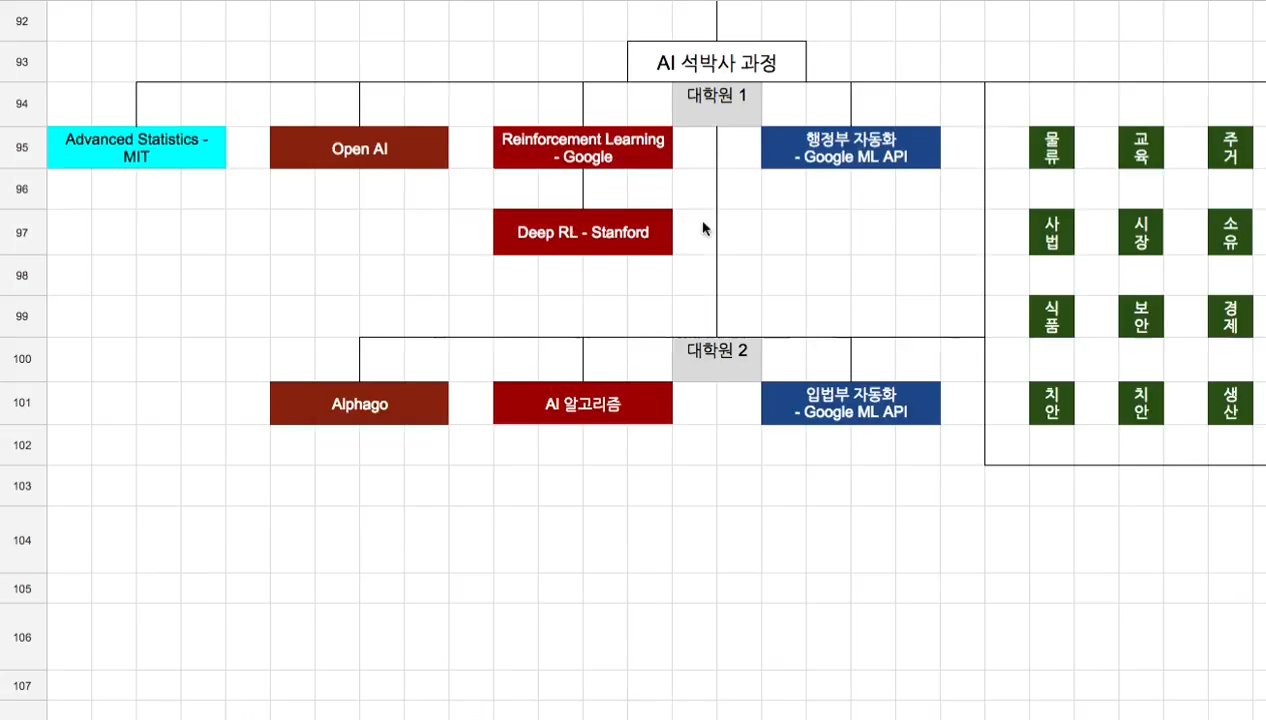 92
93
AI 석박사 과정
94
대학원 1
95
Advanced Statistics -
MIT
Open AI
Reinforcement Learning
- Google
행정부 자동화
- Google ML API
물
류
교
육
주
거
96
97
Deep RL - Stanford
사
법
시
장
소
유
98
99
식
품
보
안
경
제
100
대학원 2
101
Alphago
AI 알고리즘
입법부 자동화
- Google ML API
치
안
치
안
생
산
102
103
104
105
106
107